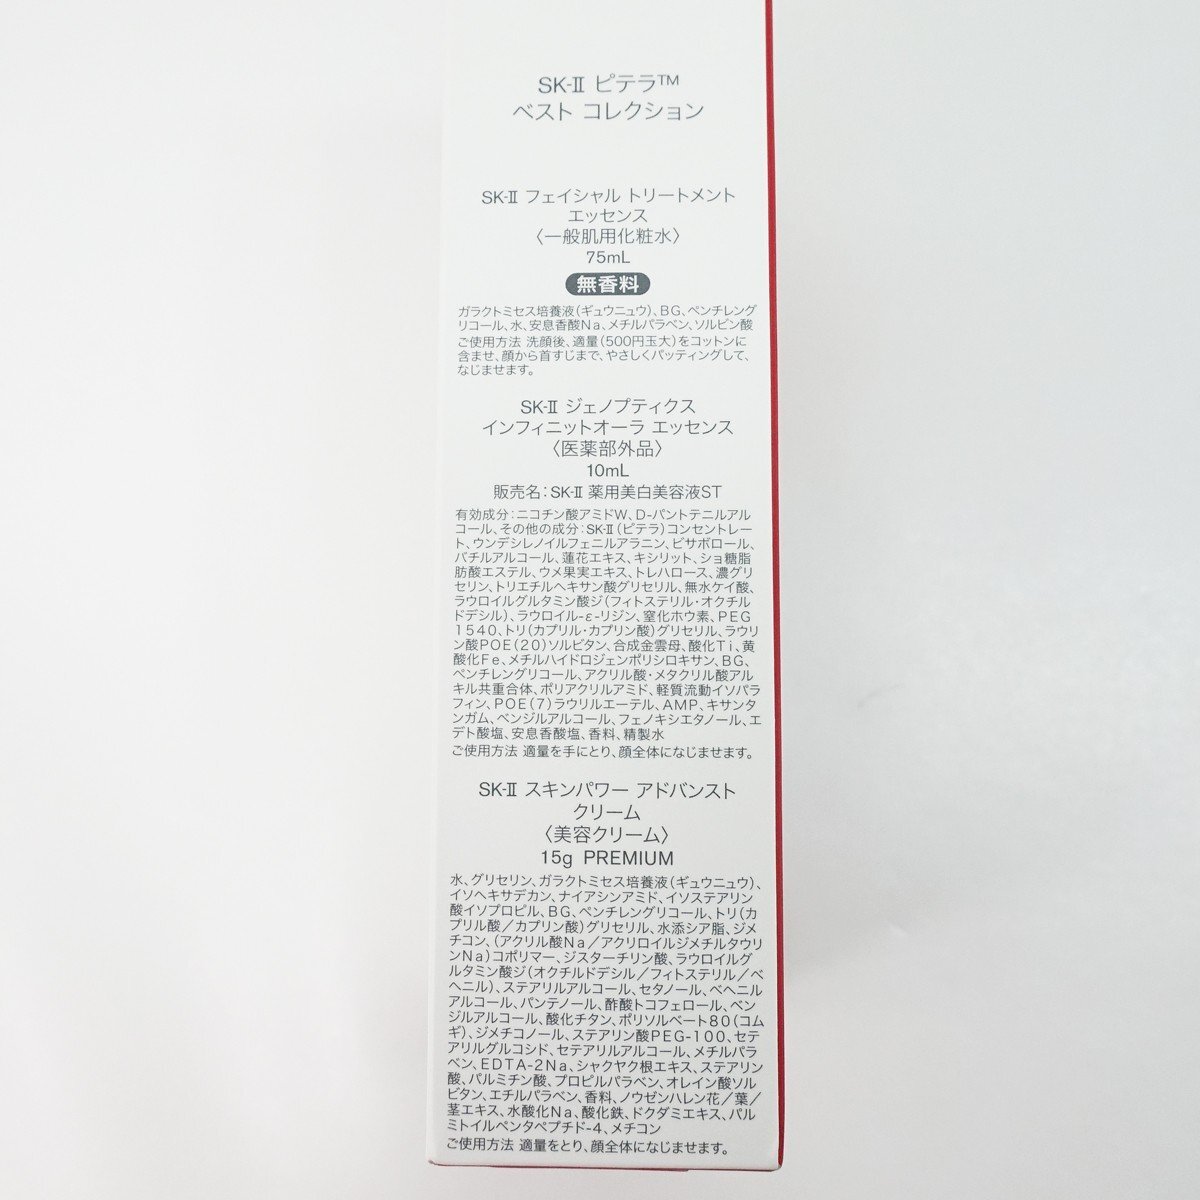 SK-Ⅱ ピテラ™
ベスト コレクション
SK-Ⅱ フェイシャル トリートメント
エッセンス
〈一般肌用化粧水〉
75mL
無香料
ガラクトミセス培養液(ギュウニュウ)、BG、ペンチレング
リコール、水、安息香酸Na、メチルパラベン、ソルビン酸
ご使用方法 洗顔後、適量(500円玉大)をコットンに
含ませ、顔から首すじまで、やさしくパッティングして、
なじませます。
SK-Ⅱ ジェノプティクス
インフィニットオーラ エッセンス
〈医薬部外品〉
10mL
販売名：SK-Ⅱ 薬用美白美容液ST
有効成分：ニコチン酸アミドW、D-パントテニルアル
コール、その他の成分：SK-Ⅱ(ピテラ)コンセントレー
ト、ウンデシレノイルフェニルアラニン、ビサボロール、
バチルアルコール、蓮花エキス、キシリット、ショ糖脂
肪酸エステル、ウメ果実エキス、トレハロース、濃グリ
セリン、トリエチルヘキサン酸グリセリル、無水ケイ酸、
ラウロイルグルタミン酸ジ(フィトステリル・オクチル
ドデシル)、ラウロイル-ε-リジン、窒化ホウ素、PEG
1540、トリ(カプリル・カプリン酸)グリセリル、ラウリ
ン酸POE(20)ソルビタン、合成金雲母、酸化Ti、黄
酸化Fe、メチルハイドロジェンポリシロキサン、BG、
ペンチレングリコール、アクリル酸・メタクリル酸アル
キル共重合体、ポリアクリルアミド、軽質流動イソパラ
フィン、POE(7)ラウリルエーテル、AMP、キサンタ
ンガム、ベンジルアルコール、フェノキシエタノール、エ
デト酸塩、安息香酸塩、香料、精製水
ご使用方法 適量を手にとり、顔全体になじませます。
SK-Ⅱ スキンパワー アドバンスト
クリーム
〈美容クリーム〉
15g PREMIUM
水、グリセリン、ガラクトミセス培養液(ギュウニュウ)、
イソヘキサデカン、ナイアシンアミド、イソステアリン
酸イソプロピル、BG、ペンチレングリコール、トリ(カ
プリル酸／カプリン酸)グリセリル、水添シア脂、ジメ
チコン、(アクリル酸Na／アクリロイルジメチルタウリ
ンNa)コポリマー、ジスターチリン酸、ラウロイルグ
ルタミン酸ジ(オクチルドデシル／フィトステリル／ベ
ヘニル)、ステアリルアルコール、セタノール、ベヘニル
アルコール、パンテノール、酢酸トコフェロール、ベン
ジルアルコール、酸化チタン、ポリソルベート80(コム
ギ)、ジメチコノール、ステアリン酸PEG-100、セテ
アリルグルコシド、セテアリルアルコール、メチルパラ
ベン、EDTA-2Na、シャクヤク根エキス、ステアリン
酸、パルミチン酸、プロピルパラベン、オレイン酸ソル
ビタン、エチルパラベン、香料、ノウゼンハレン花／葉／
茎エキス、水酸化Na、酸化鉄、ドクダミエキス、パル
ミトイルペンタペプチド-4、メチコン
ご使用方法 適量をとり、顔全体になじませます。